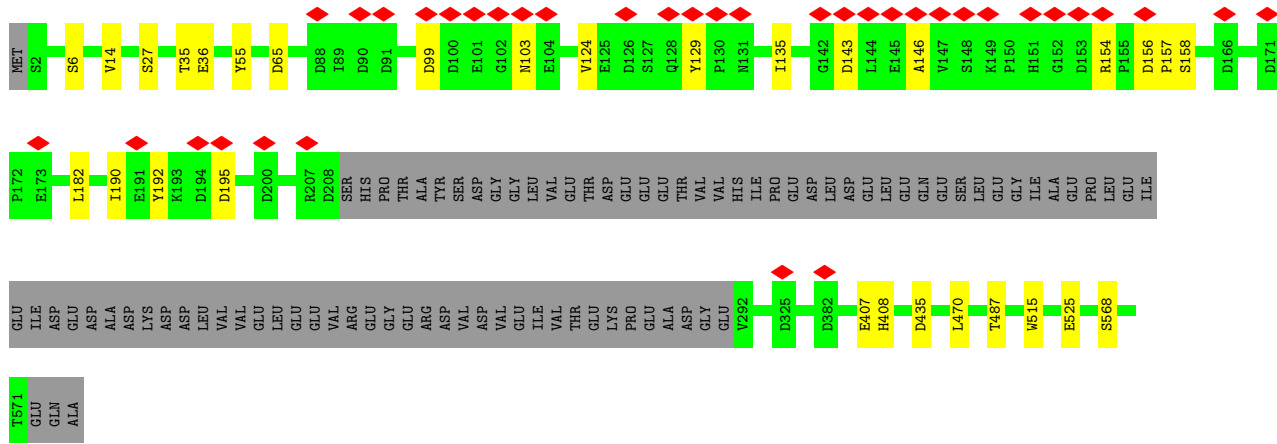 MET S2 S6 V14 S27 T35 E36 Y55 D65 D88 I89 D90 D91 D99 D100 E101 G102 N103 E104 V124 E125 D126 S127 Q128 Y129 P130 N131 I135 G142 D143 L144 E145 A146 V147 S148 K149 P150 H151 G152 D153 R154 P155 D156 P157 S158 D166 D171
P172 E173 L182 I190 E191 Y192 K193 D194 D195 D200 R207 D208 SER HIS PRO THR ALA TYR SER ASP GLY GLY LEU VAL GLU THR ASP GLU GLU GLU THR VAL VAL HIS ILE PRO GLU ASP LEU ASP GLU LEU GLU GLN GLU SER LEU GLU GLY ILE ALA GLU PRO LEU GLU ILE
GLU ILE ASP GLU ASP ALA ASP LYS ASP ASP LEU VAL VAL GLU LEU GLU GLU VAL ARG GLU GLY GLU ARG ASP VAL ASP VAL GLU ILE VAL THR GLU LYS PRO GLU ALA ASP GLY GLU V292 D325 D382 E407 H408 D435 L470 T487 W515 E525 S568
T571 GLU GLN ALA